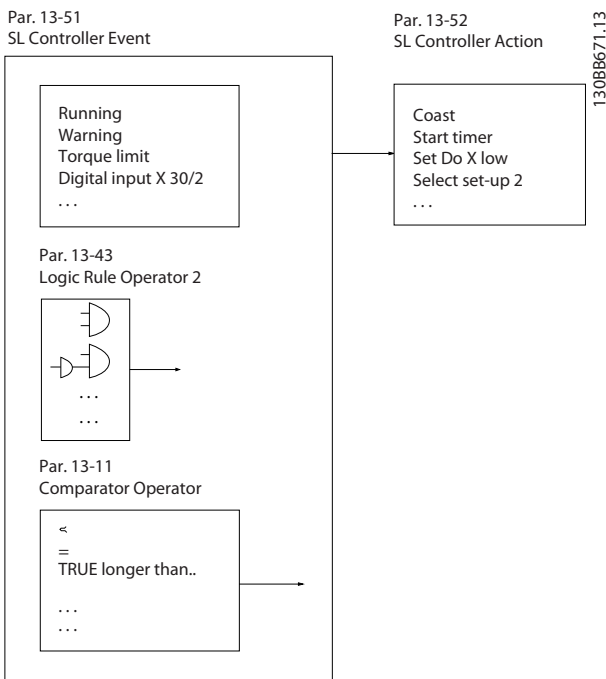 Par. 13-51
SL Controller Event
Par. 13-52
SL Controller Action
130BB671.13
Running
Warning
Torque limit
Digital input X 30/2
. . .
Coast
Start timer
Set Do X low
Select set-up 2
. . .
Par. 13-43
Logic Rule Operator 2
. . .
. . .
Par. 13-11
Comparator Operator
<
=
TRUE longer than..
. . .
. . .